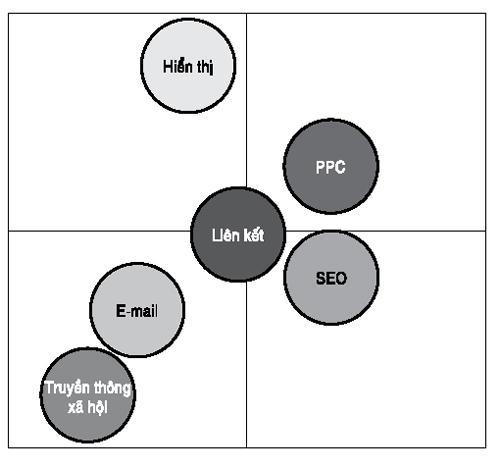 Hiển thị
PPC
Liên kết
SEO
E-mail
Truyền thông
xã hội